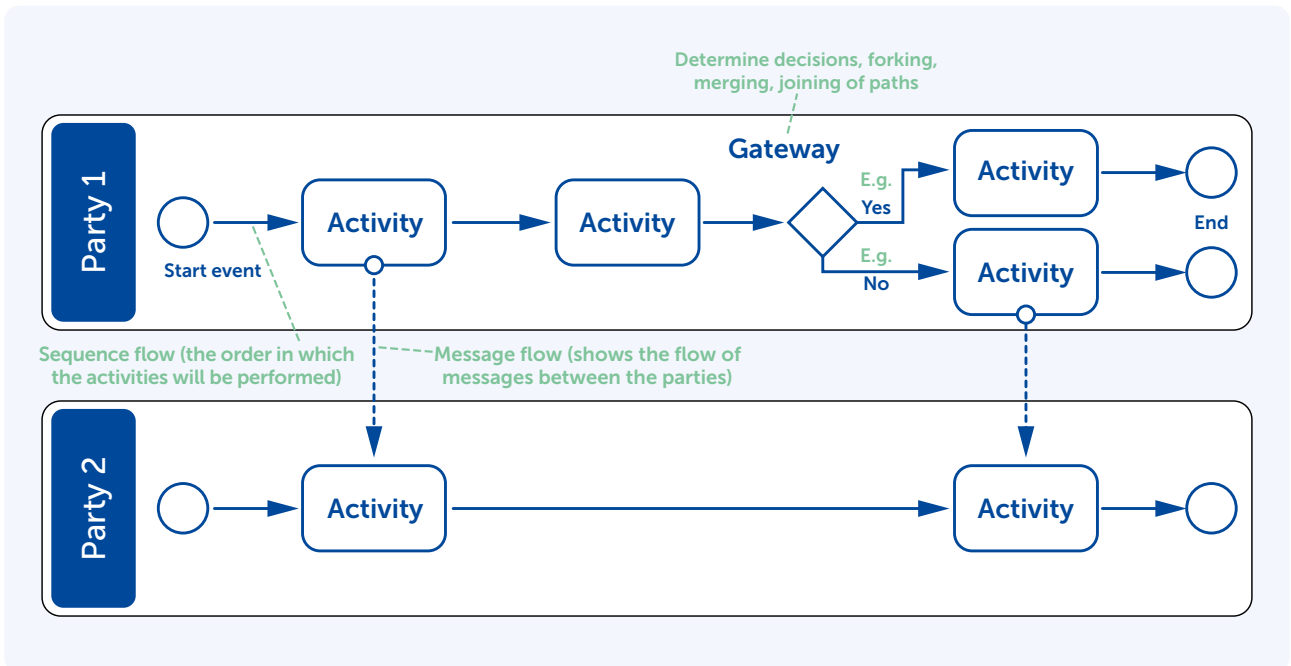 Determine decisions, forking,
merging, joining of paths
Party 1
Gateway
Start event
Activity
Activity
E.g.
Yes
Activity
End
E.g.
No
Activity
Sequence flow (the order in which
the activities will be performed)
Message flow (shows the flow of
messages between the parties)
Party 2
Activity
Activity